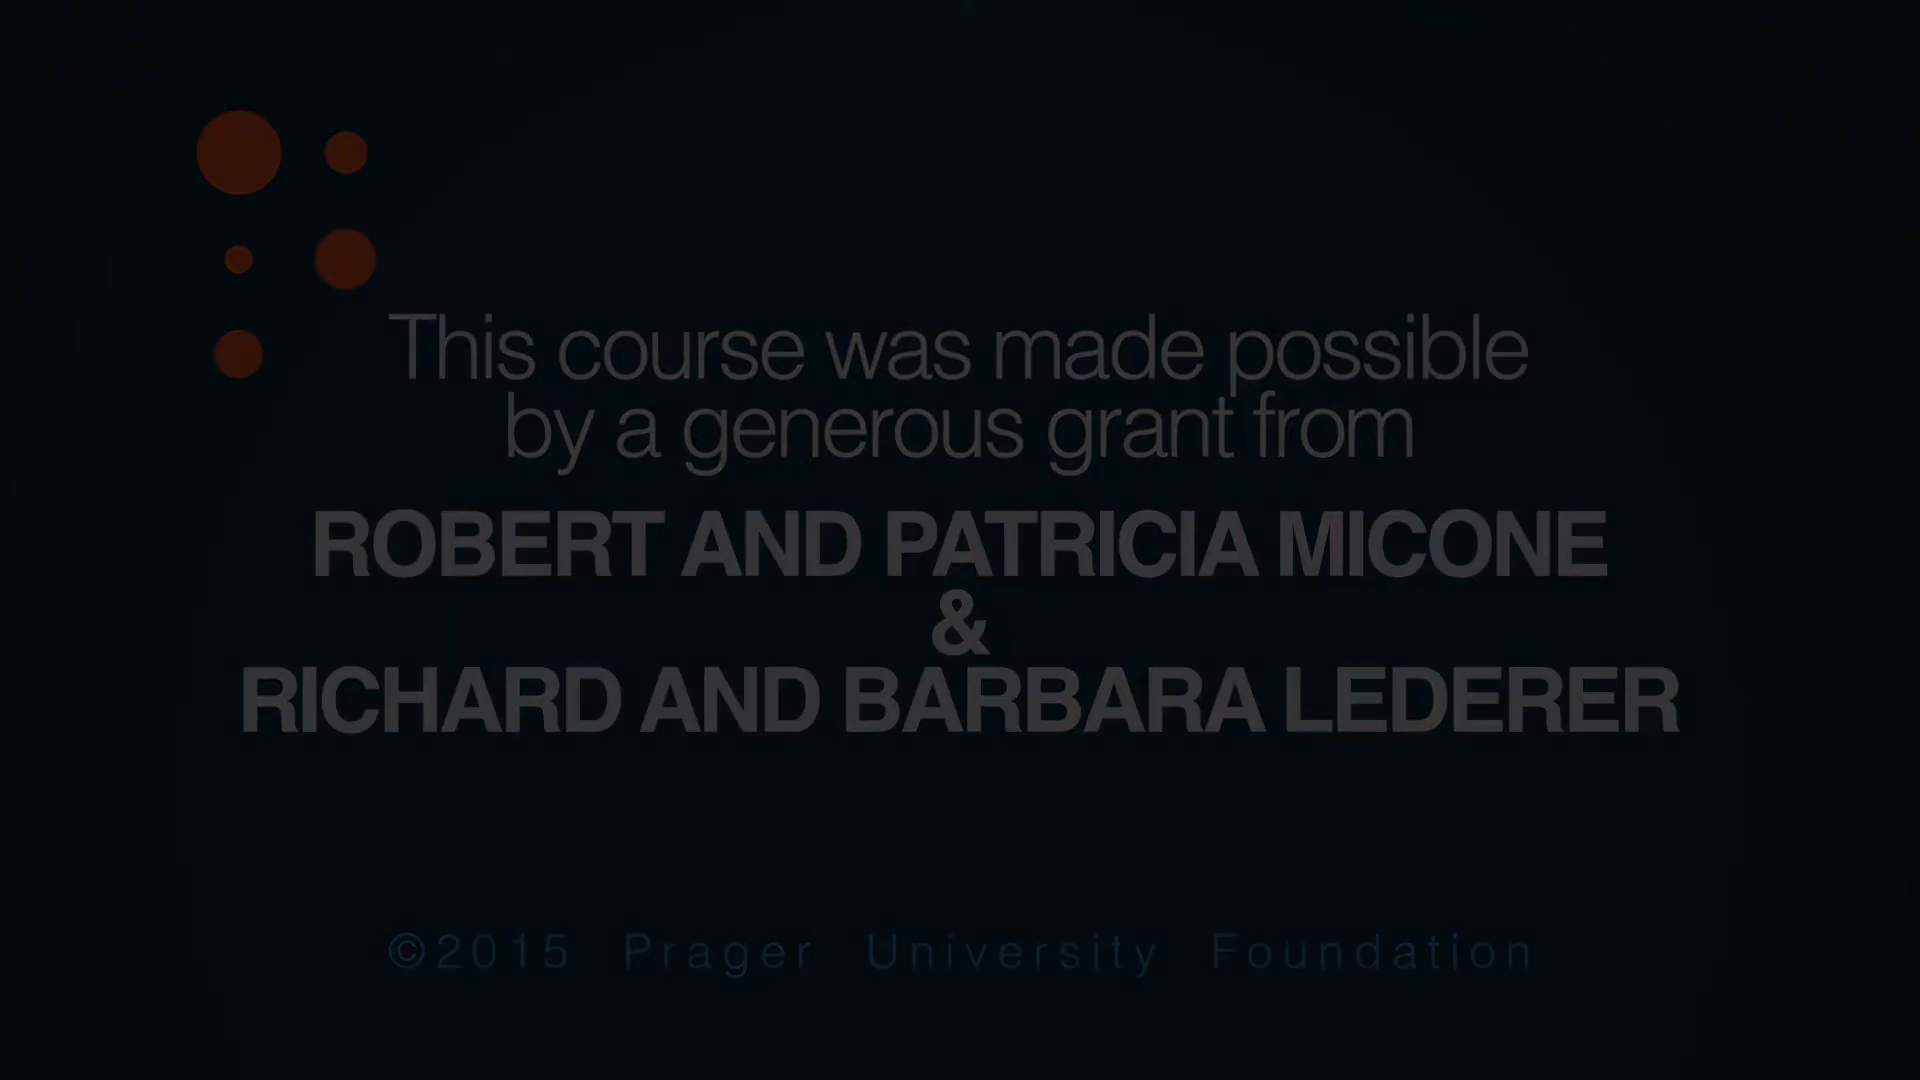 This course was made possible
by a generous grant from
ROBERT AND PATRICIA MICONE
&
RICHARD AND BARBARA LEDERER
©2015 Prager University Foundation